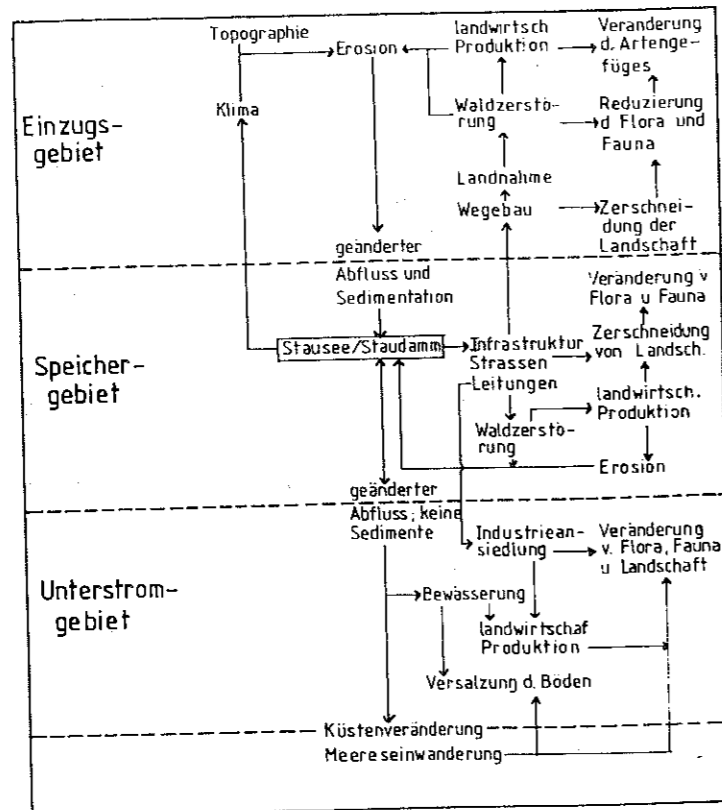 Topographie
Erosion
landwirtsch
Produktion
Veränderung
d. Artenge-
füges
Klima
Einzugs-
gebiet
Waldzerstö-
rung
Reduzierung
d Flora und
Fauna
Landnahme
Wegebau
Zerschnei-
dung der
Landschaft
geänderter
Abfluss und
Sedimentation
Veränderung v
Flora u Fauna
Speicher-
gebiet
Stausee/Staudamm
Infrastruktur
Strassen
Leitungen
Zerschneidung
von Landsch.
landwirtsch.
Produktion
Waldzerstö-
rung
Erosion
geänderter
Abfluss; keine
Sedimente
Unterstrom-
gebiet
Industriean-
siedlung
Veränderung
v. Flora, Fauna
u Landschaft
Bewässerung
landwirtschaf
Produktion
Versalzung d. Böden
Küstenveränderung
Meereseinwanderung